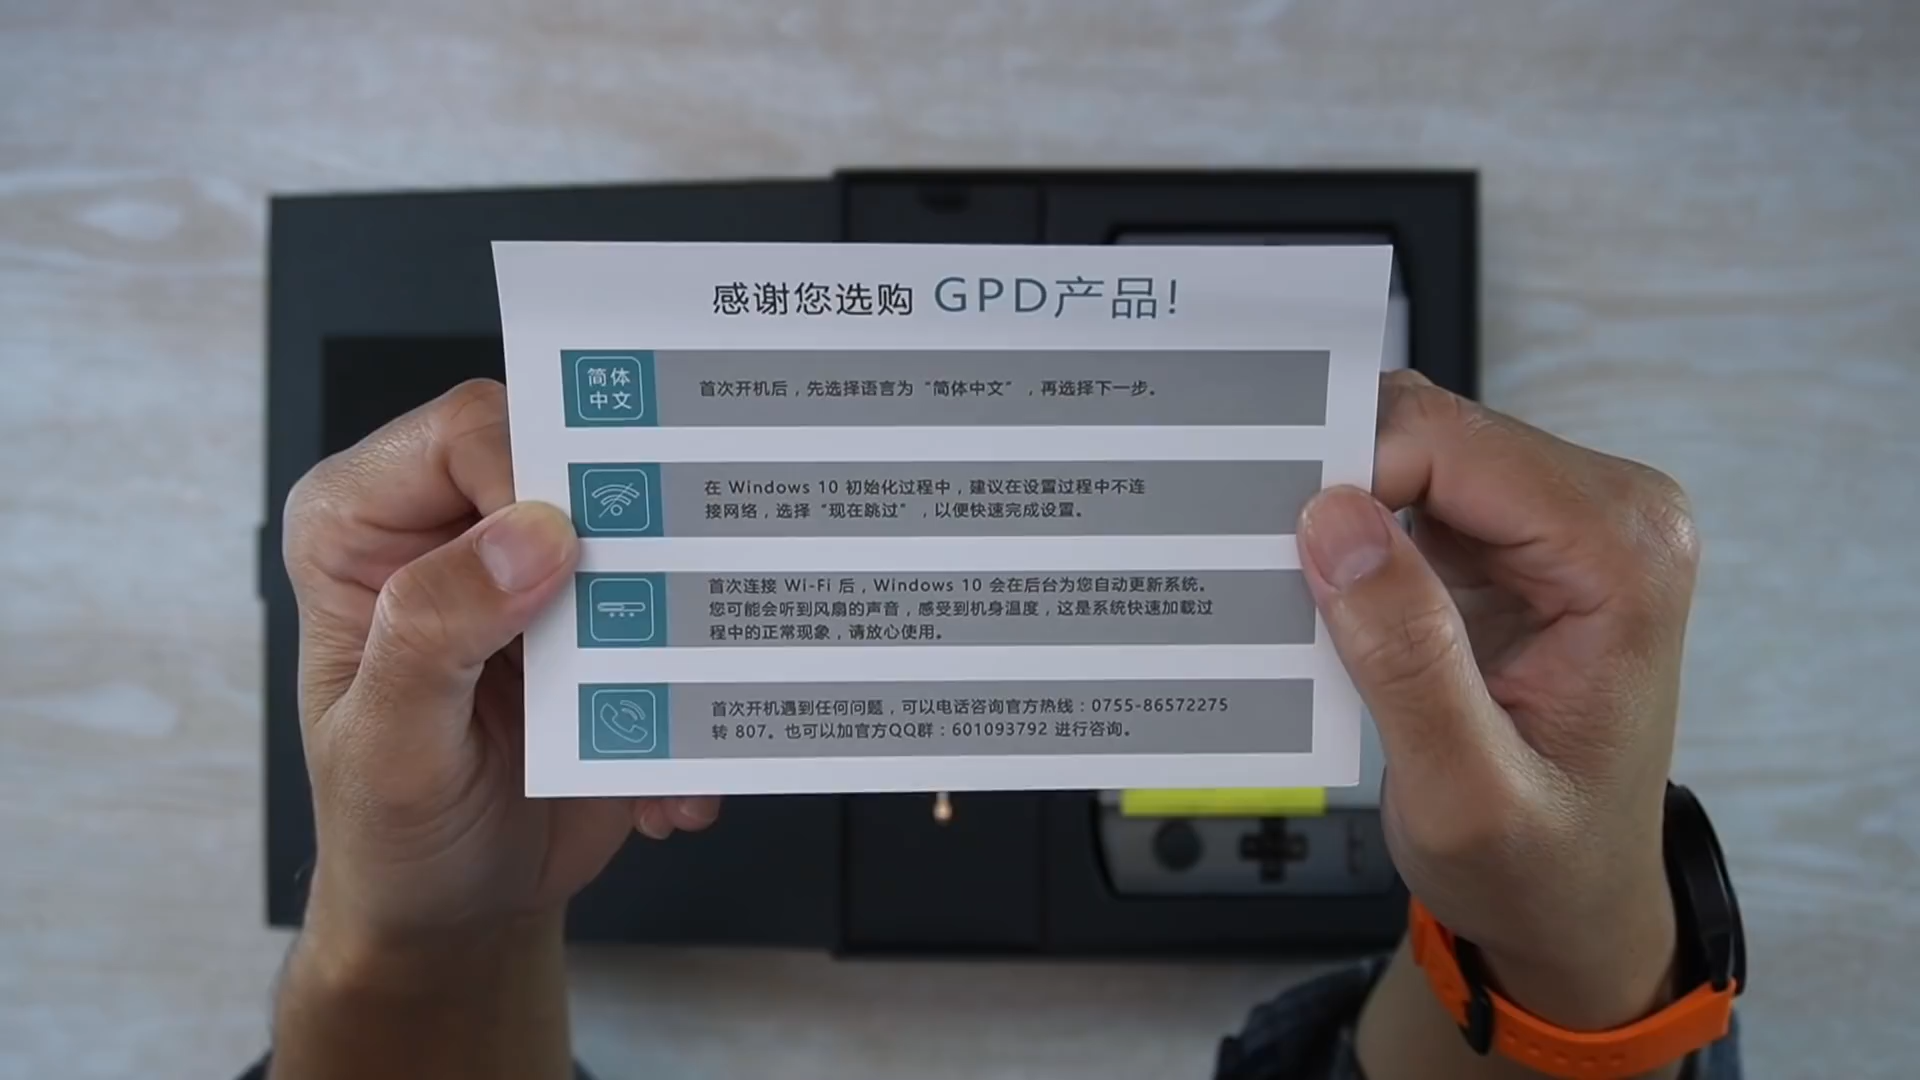 感谢您选购 GPD产品!
简体
中文
首次开机后，先选择语言为“简体中文”，再选择下一步。
在 Windows 10 初始化过程中，建议在设置过程中不连
接网络，选择“现在跳过”，以便快速完成设置。
首次连接 Wi-Fi 后，Windows 10 会在后台为您自动更新系统。
您可能会听到风扇的声音，感受到机身温度，这是系统快速加载过
程中的正常现象，请放心使用。
首次开机遇到任何问题，可以电话咨询官方热线：0755-86572275
转 807。也可以加官方QQ群：601093792 进行咨询。